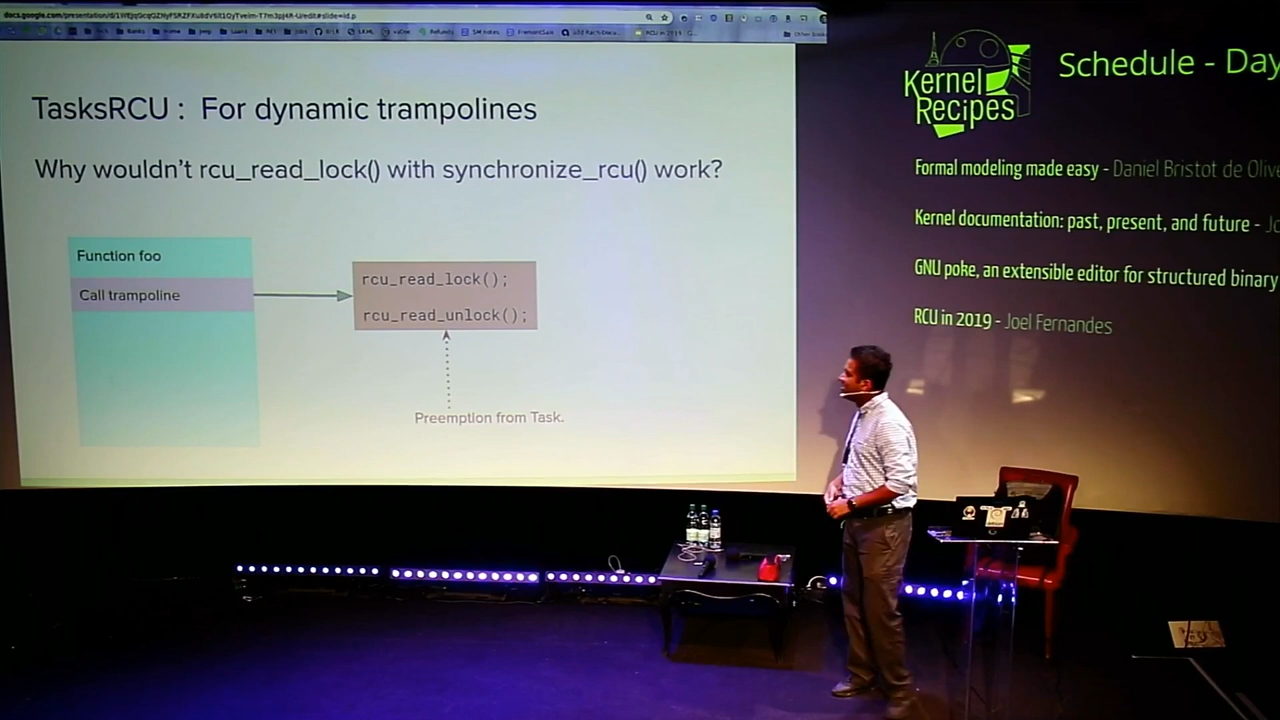 TasksRCU : For dynamic trampolines
Why wouldn't rcu_read_lock() with synchronize_rcu() work?
Function foo
Call trampoline
rcu_read_lock();
rcu_read_unlock();
Preemption from Task.
Kernel
Recipes
Schedule - Day
Formal modeling made easy - Daniel Bristot de Olive
Kernel documentation: past, present, and future - Jo
GNU poke, an extensible editor for structured binary
RCU in 2019 - Joel Fernandes